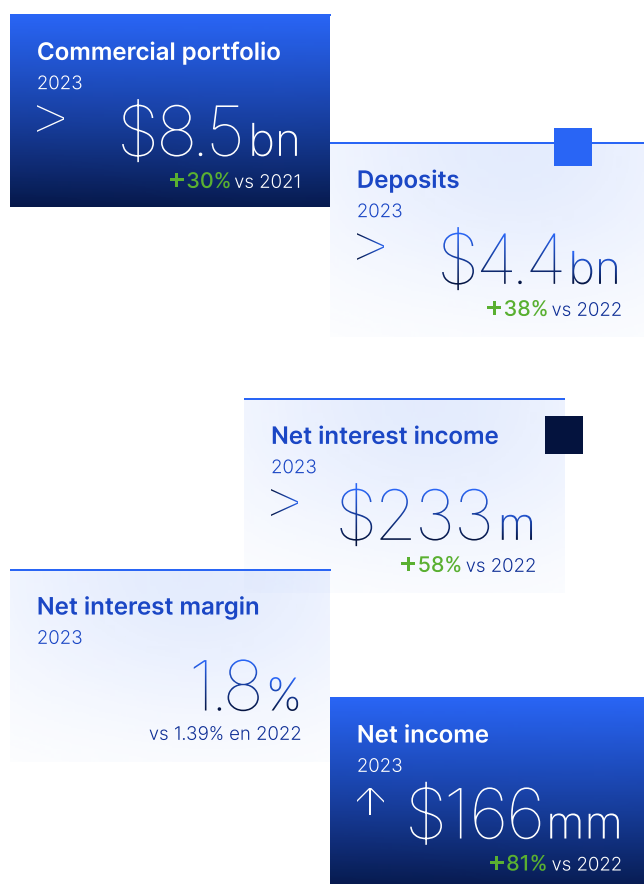 Commercial portfolio
2023
$8.5bn
+30% vs 2021
Deposits
2023
$4.4bn
+38% vs 2022
Net interest income
2023
$233m
+58% vs 2022
Net interest margin
2023
1.8%
vs 1.39% en 2022
Net income
2023
$166mm
+81% vs 2022